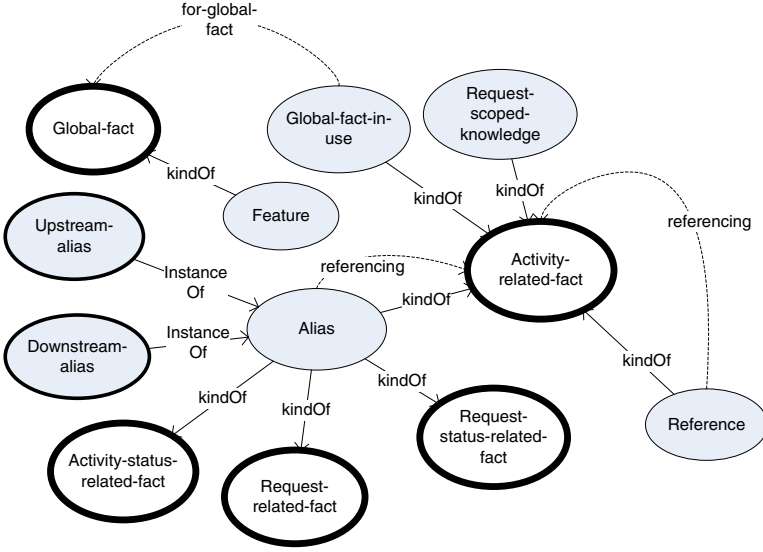 for-global-
fact
Global-fact
Global-fact-in-
use
Request-
scoped-
knowledge
kindOf
kindOf
kindOf
Feature
Upstream-
alias
referencing
Instance
Of
referencing
Activity-
related-fact
kindOf
Downstream-
alias
Instance
Of
Alias
kindOf
kindOf
kindOf
kindOf
Reference
Request-
status-related-
fact
Activity-status-
related-fact
Request-
related-fact